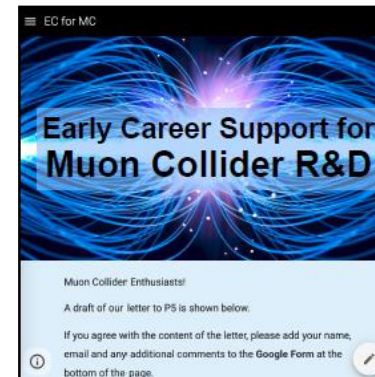 EC for MC
Early Career Support for
Muon Collider R&D
Muon Collider Enthusiasts!
A draft of our letter to P5 is shown below.
If you agree with the content of the letter, please add your name,
email and any additional comments to the Google Form at the
bottom of the page.